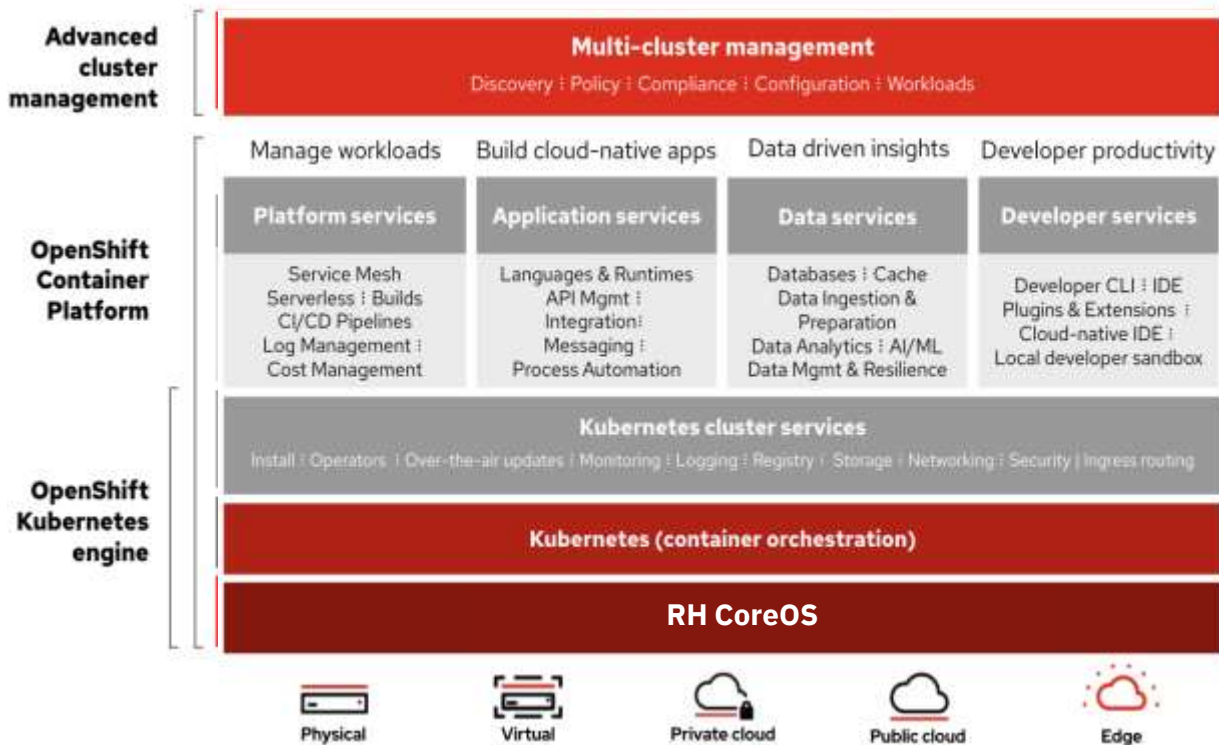 Advanced
cluster
management
Multi-cluster management
Discovery ⁝ Policy ⁝ Compliance ⁝ Configuration ⁝ Workloads
OpenShift
Container
Platform
Manage workloads
Platform services
Service Mesh
Serverless ⁝ Builds
CI/CD Pipelines
Log Management ⁝
Cost Management
Build cloud-native apps
Application services
Languages & Runtimes
API Mgmt ⁝
Integration⁝
Messaging ⁝
Process Automation
Data driven insights
Data services
Databases ⁝ Cache
Data Ingestion &
Preparation
Data Analytics ⁝ AI/ML
Data Mgmt & Resilience
Developer productivity
Developer services
Developer CLI ⁝ IDE
Plugins & Extensions ⁝
Cloud-native IDE ⁝
Local developer sandbox
OpenShift
Kubernetes
engine
Kubernetes cluster services
Install ⁝ Operators ⁝ Over-the-air updates ⁝ Monitoring ⁝ Logging ⁝ Registry ⁝ Storage ⁝ Networking ⁝ Security | Ingress routing
Kubernetes (container orchestration)
RH CoreOS
Physical
Virtual
Private cloud
Public cloud
Edge